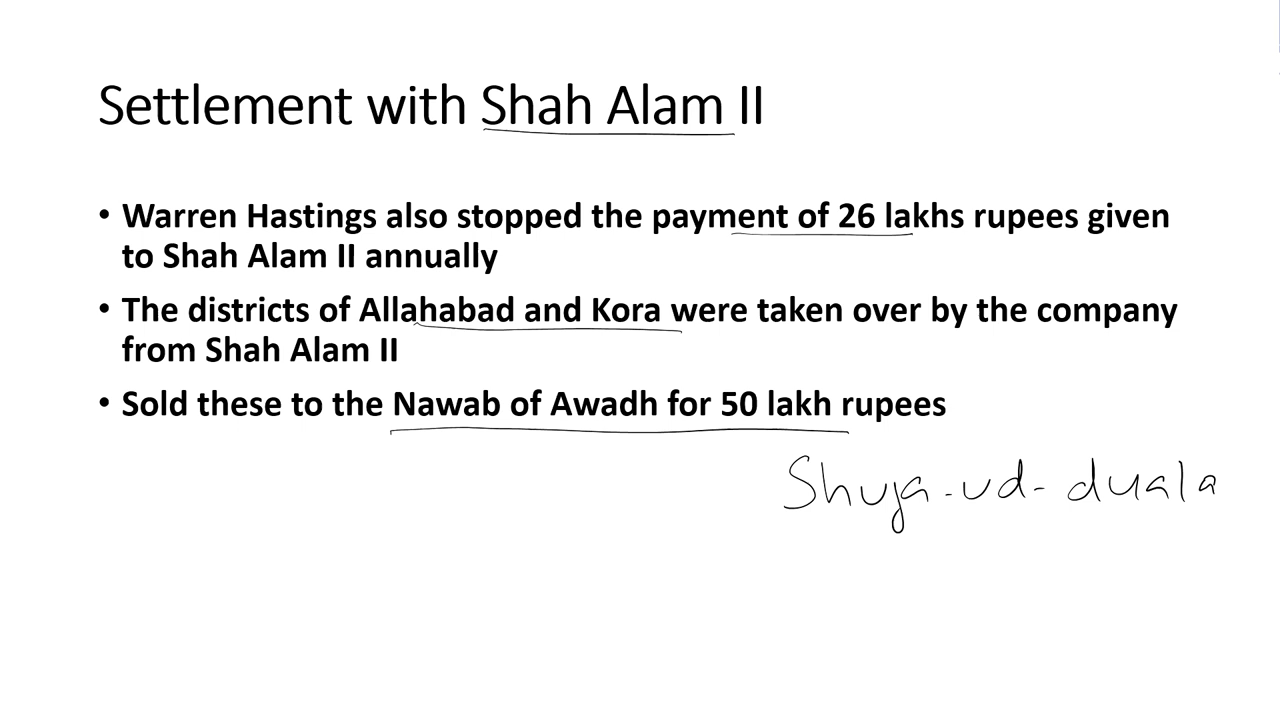 Settlement with Shah Alam II
• Warren Hastings also stopped the payment of 26 lakhs rupees given
to Shah Alam II annually
• The districts of Allahabad and Kora were taken over by the company
from Shah Alam II
• Sold these to the Nawab of Awadh for 50 lakh rupees
Shuja-ud-duala